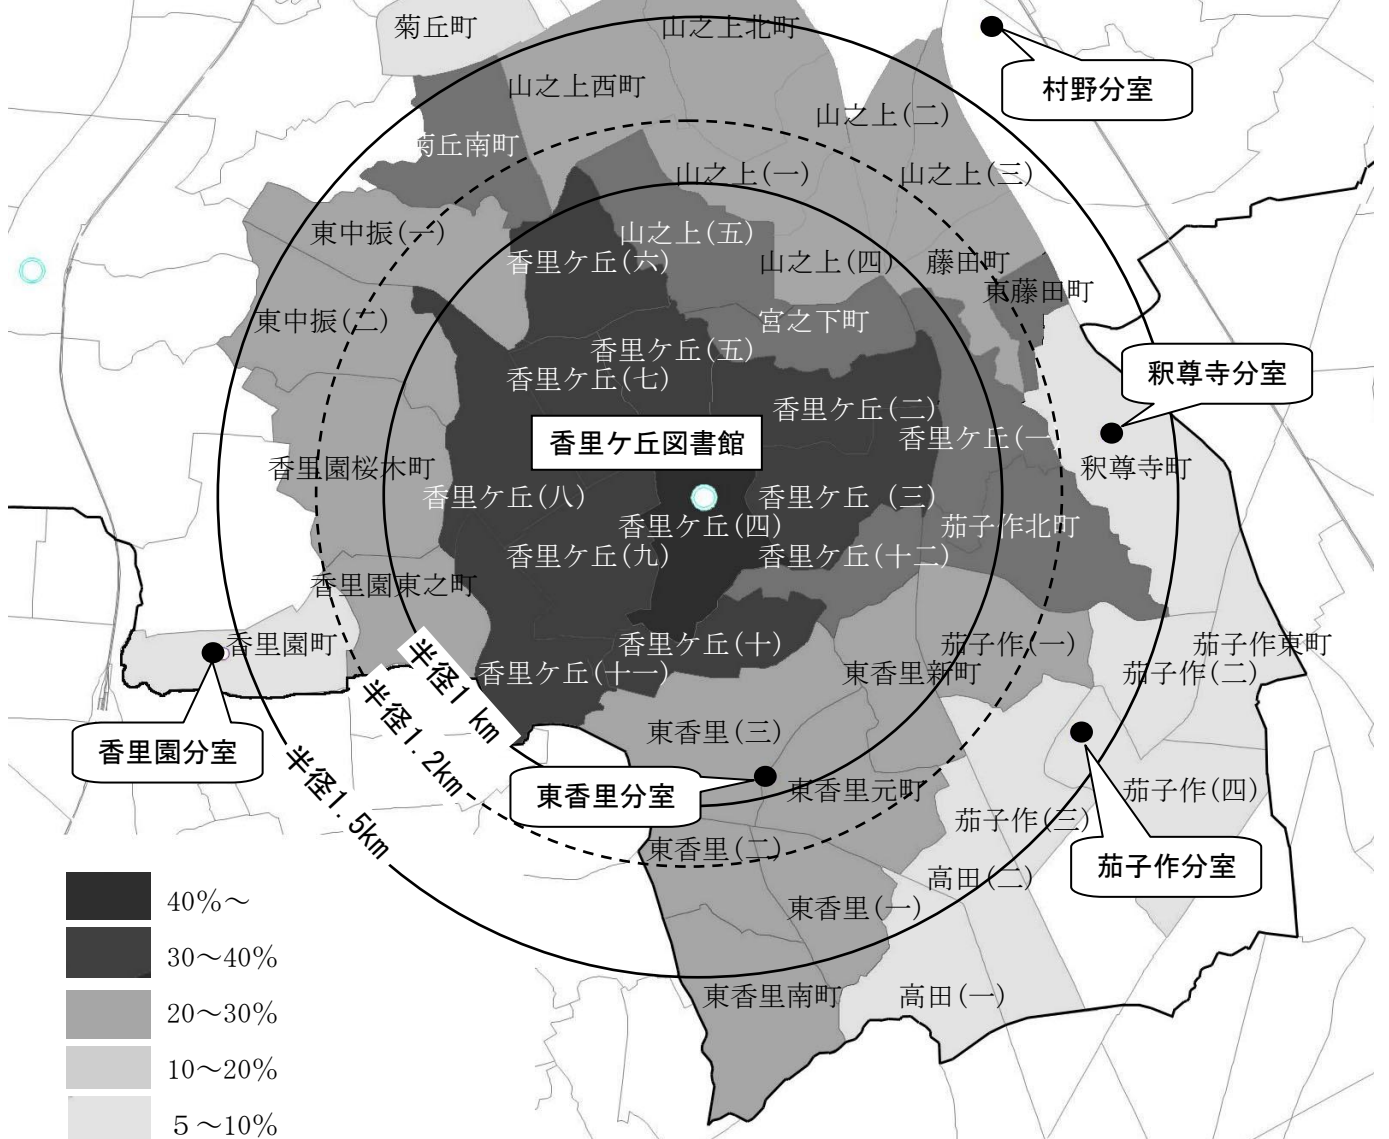 菊丘町
山之上北町
村野分室
山之上西町
山之上(二)
菊丘南町
山之上(一)
山之上(三)
東中振(一)
山之上(五)
香里ケ丘(六)
山之上(四)
藤田町
東藤田町
東中振(二)
宮之下町
香里ケ丘(五)
香里ケ丘(七)
釈尊寺分室
香里ケ丘(二)
香里ケ丘(一
香里ケ丘図書館
香里園桜木町
釈尊寺町
香里ケ丘(八)
香里ケ丘 (三)
香里ケ丘(四)
茄子作北町
香里ケ丘(九)
香里ケ丘(十二)
香里園東之町
香里園町
香里ケ丘(十)
茄子作(一)
茄子作東町
香里ケ丘(十一)
東香里新町
茄子作(二)
半径1 km
半径1.2km
半径1.5km
香里園分室
東香里(三)
東香里分室
東香里元町
茄子作(四)
茄子作(三)
東香里(二)
茄子作分室
高田(二)
東香里(一)
東香里南町
高田(一)
40%～
30～40%
20～30%
10～20%
５～10%